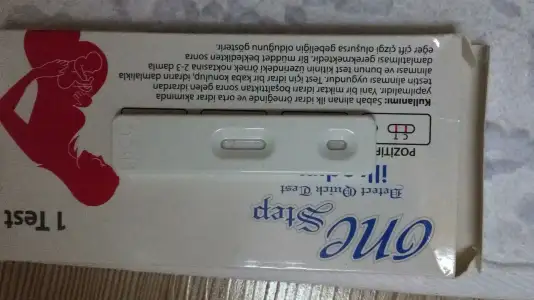 one
Step
1 Test
Detect Quick Test
POZİTİF
C T
Kullanımı: Sabah alınan ilk idrar örneğinde ve orta idrar akımında
yapılmalıdır. Yani bir miktar idrarı boşalttıktan sonra gelen idrardan
testin alınması uygundur. Test için idrar bir kaba konulup, idrarın damlalıkla
alınması ve bunun test kitinin üzerindeki örnek noktasına 2-3 damla
damlatılması gerekmektedir. Bir müddet bekledikten sonra
eğer çift çizgi oluşursa gebeliğin olduğunu gösterir.